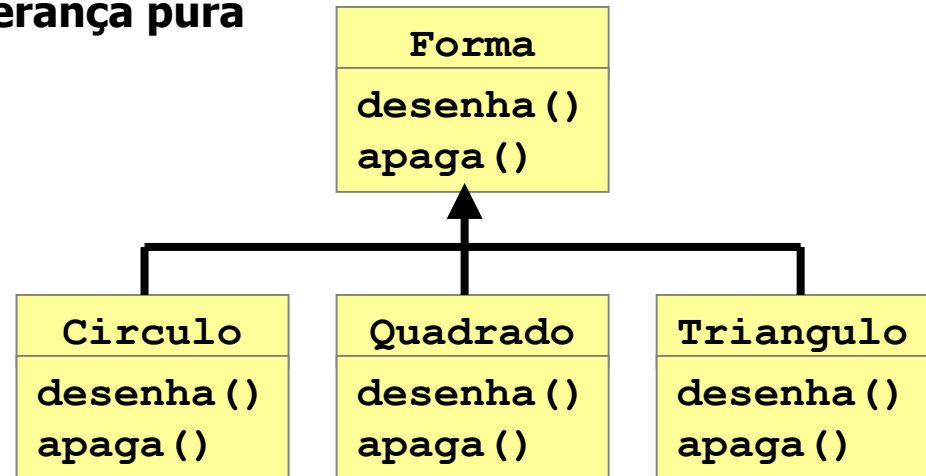 erança pura
Forma
desenha()
apaga()
Circulo
desenha()
apaga()
Quadrado
desenha()
apaga()
Triangulo
desenha()
apaga()